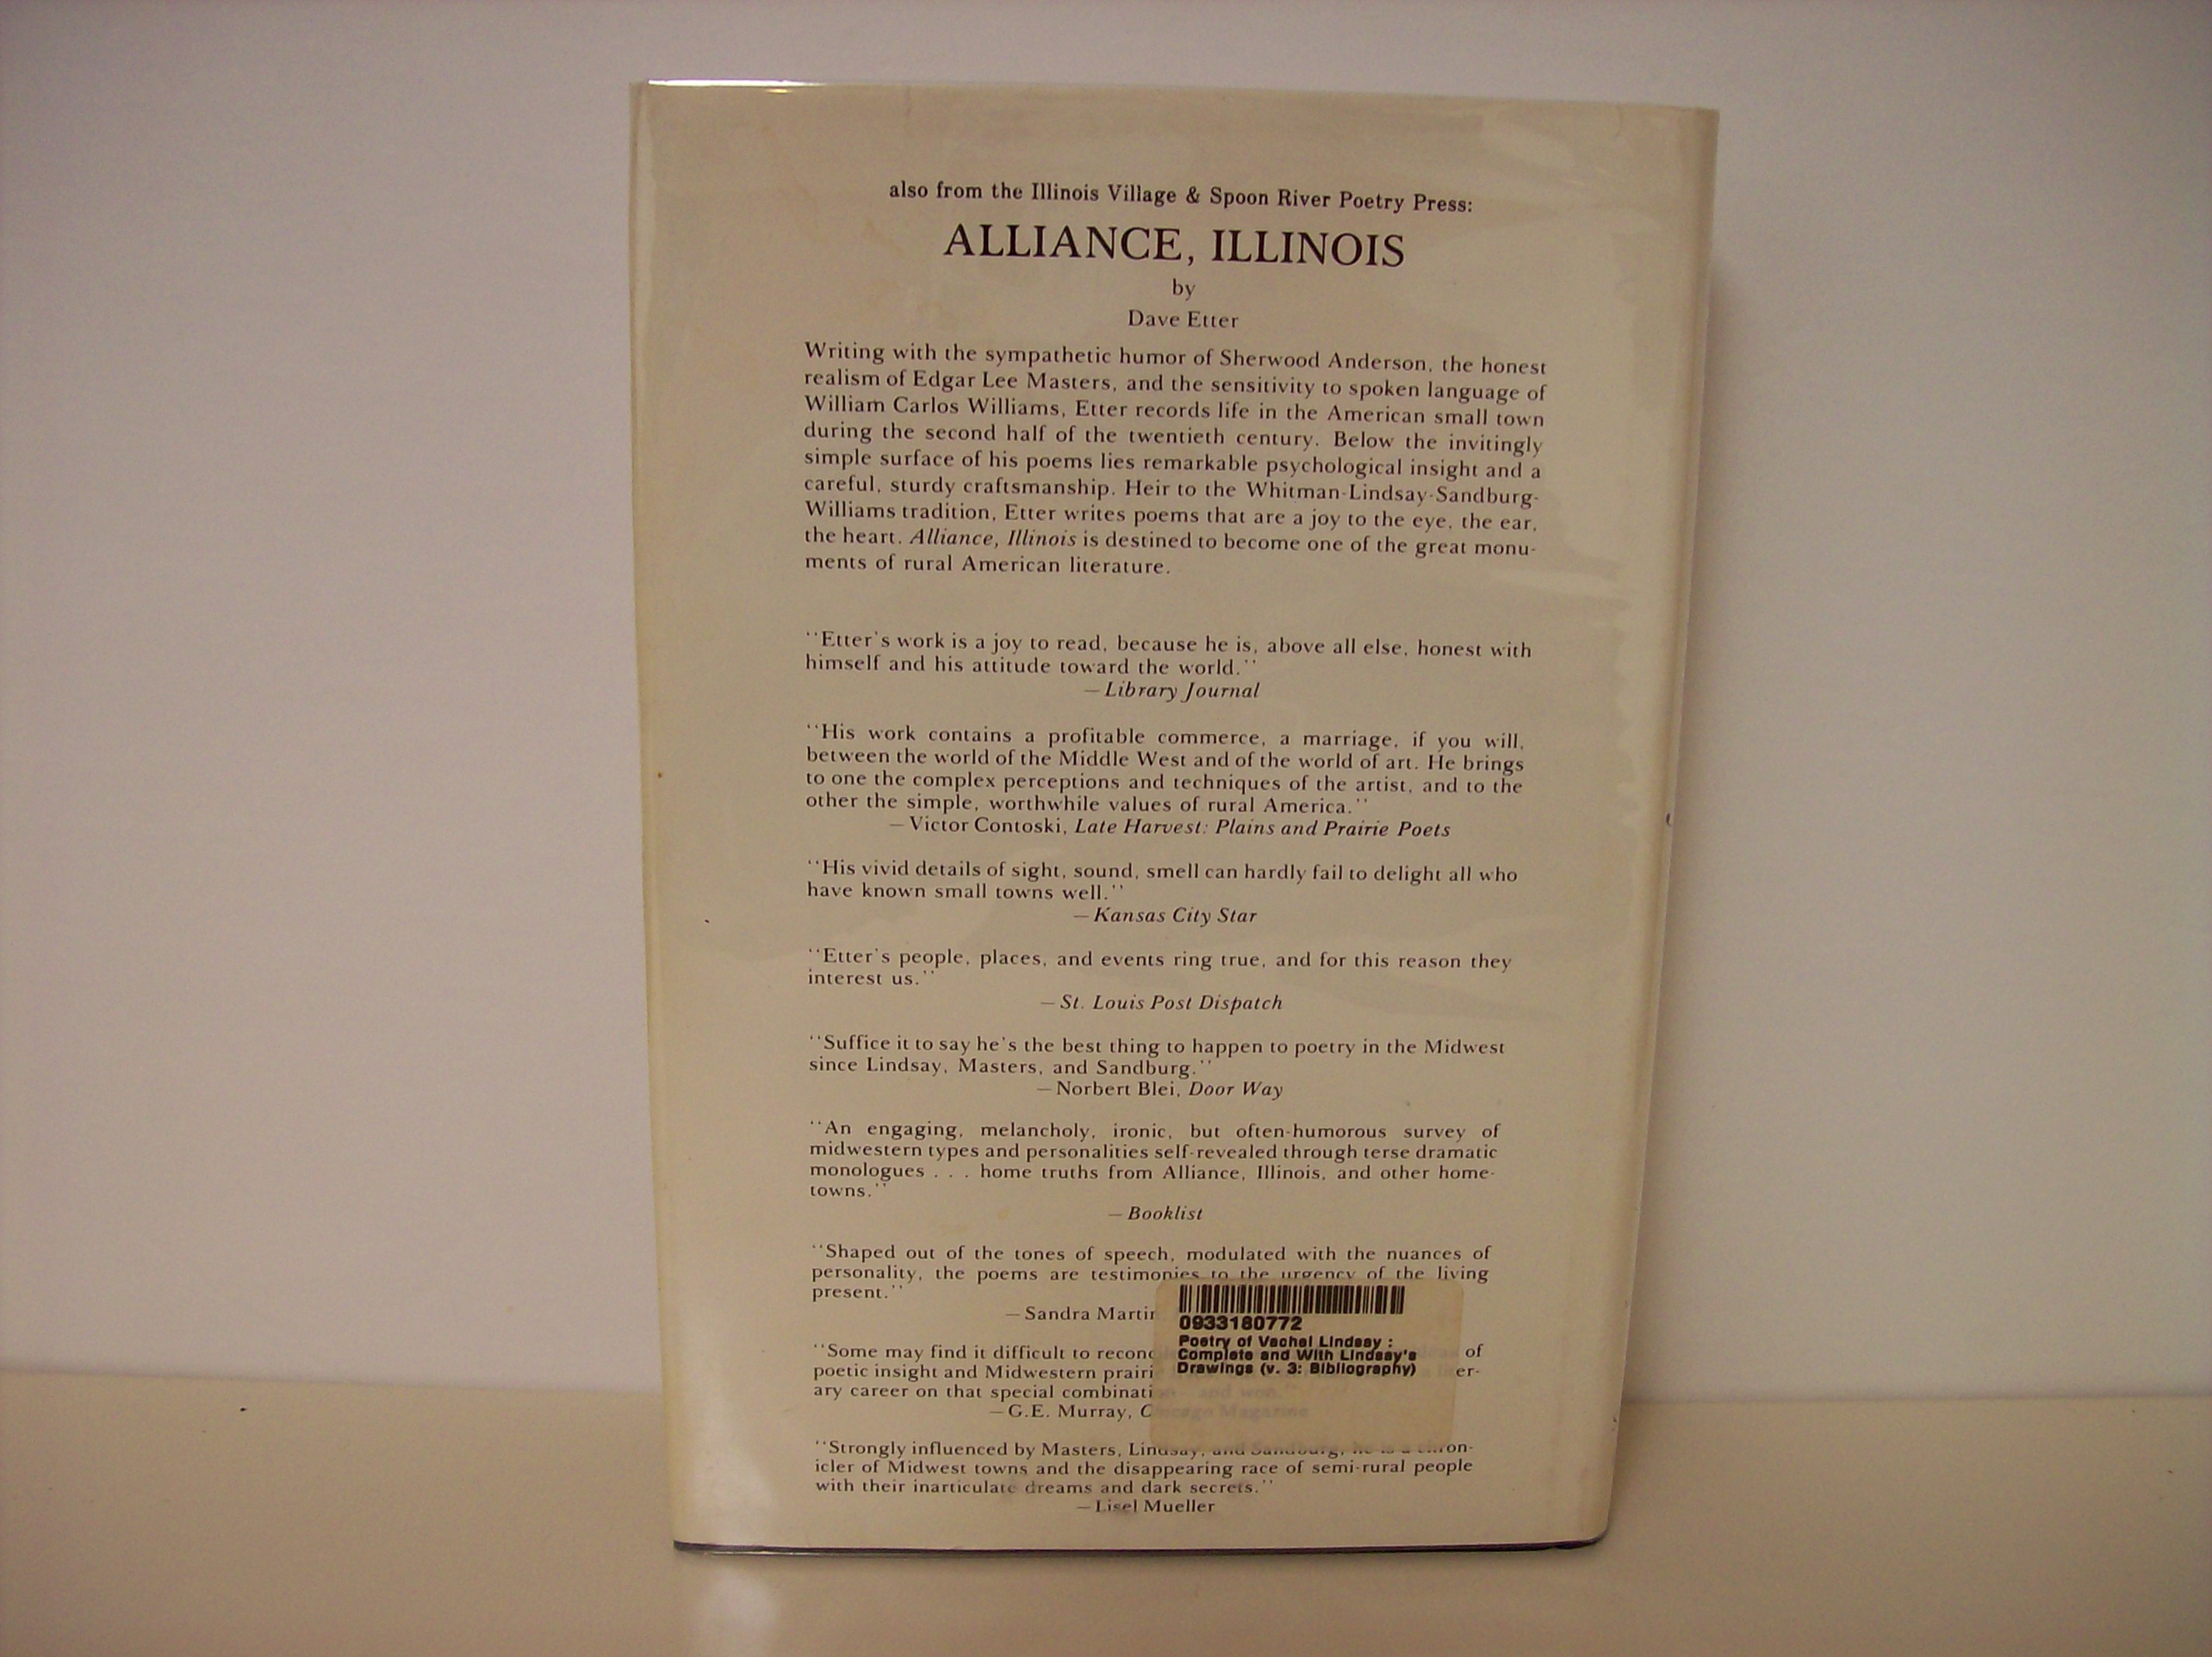 also from the Illinois Village & Spoon River Poetry Press:
ALLIANCE, ILLINOIS
by
Dave Etter
Writing with the sympathetic humor of Sherwood Anderson, the honest
realism of Edgar Lee Masters, and the sensitivity to spoken language of
William Carlos Williams, Etter records life in the American small town
during the second half of the twentieth century. Below the invitingly
simple surface of his poems lies remarkable psychological insight and a
careful, sturdy craftsmanship. Heir to the Whitman-Lindsay-Sandburg-
Williams tradition, Etter writes poems that are a joy to the eye, the ear,
the heart. Alliance, Illinois is destined to become one of the great monu-
ments of rural American literature.
"Etter's work is a joy to read, because he is, above all else, honest with
himself and his attitude toward the world."
—Library Journal
"His work contains a profitable commerce, a marriage, if you will,
between the world of the Middle West and of the world of art. He brings
to one the complex perceptions and techniques of the artist, and to the
other the simple, worthwhile values of rural America."
—Victor Contoski, Late Harvest: Plains and Prairie Poets
"His vivid details of sight, sound, smell can hardly fail to delight all who
have known small towns well."
—Kansas City Star
"Etter's people, places, and events ring true, and for this reason they
interest us."
—St. Louis Post Dispatch
"Suffice it to say he's the best thing to happen to poetry in the Midwest
since Lindsay, Masters, and Sandburg."
—Norbert Blei, Door Way
"An engaging, melancholy, ironic, but often-humorous survey of
midwestern types and personalities self-revealed through terse dramatic
monologues . . . home truths from Alliance, Illinois, and other home-
towns."
—Booklist
"Shaped out of the tones of speech, modulated with the nuances of
personality, the poems are testimonies to the urgency of the living
present."
—Sandra Martin
0933180772
Poetry of Vachel Lindsay :
Complete and With Lindsay's
Drawings (v. 3: Bibliography)
"Some may find it difficult to of
poetic insight and Midwestern er-
ary career on that special and won."
—G.E. Murray, Chicago Magazine
"Strongly influenced by Masters, Lindsay, and Sandburg, he is a chron-
icler of Midwest towns and the disappearing race of semi-rural people
with their inarticulate dreams and dark secrets."
—Lisel Mueller